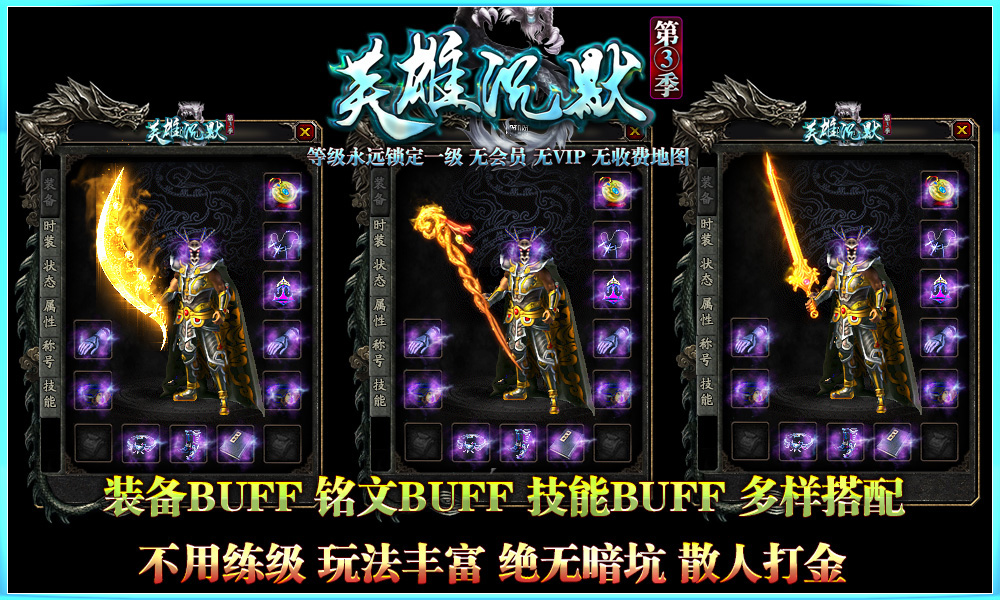 英雄沉默
第3季
等级永远锁定一级 无会员 无VIP 无收费地图
英雄沉默
装备
时装
状态
属性
称号
技能
装备
时装
状态
属性
称号
技能
英雄沉默
装备
时装
状态
属性
称号
技能
装备BUFF 铭文BUFF 技能BUFF 多样搭配
不用练级 玩法丰富 绝无暗坑 散人打金